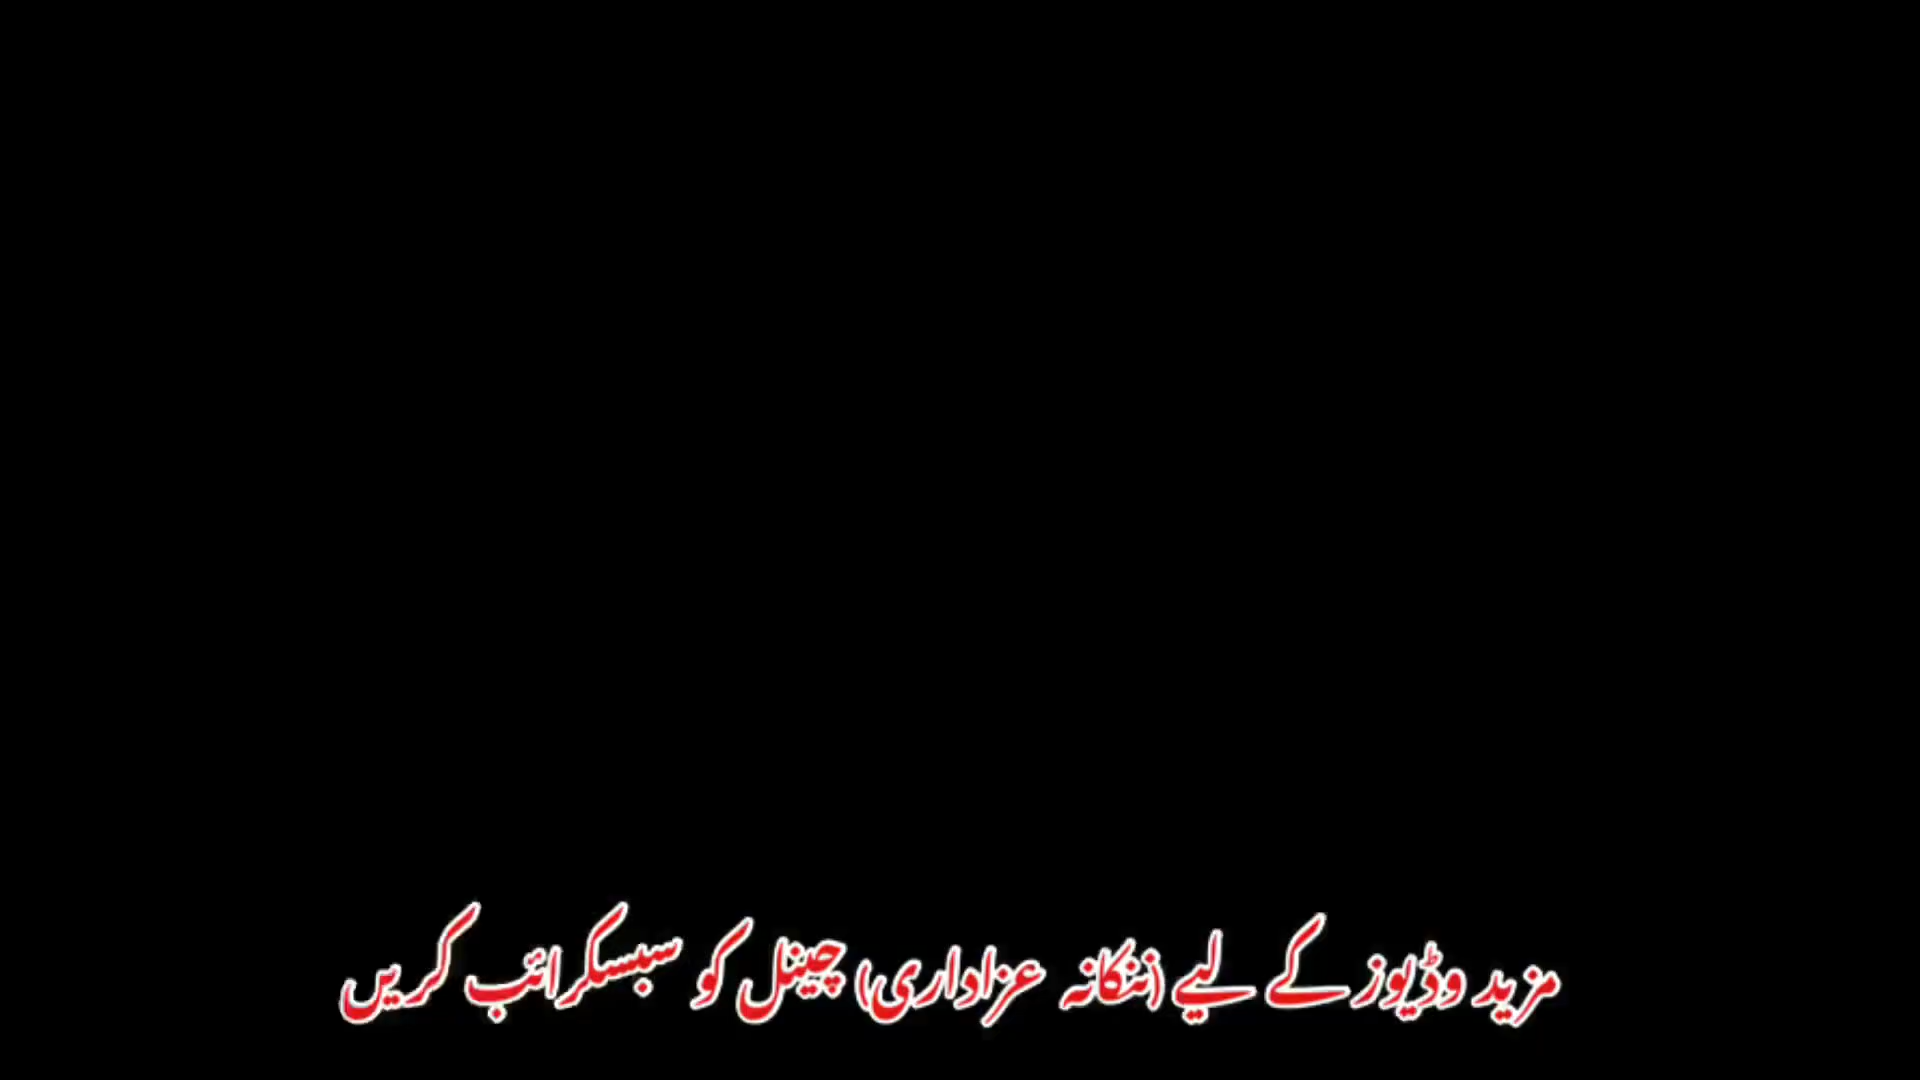 مزید وڈیوز کے لیے (ننکانہ عزاداری) چینل کو سبسکرائب کریں